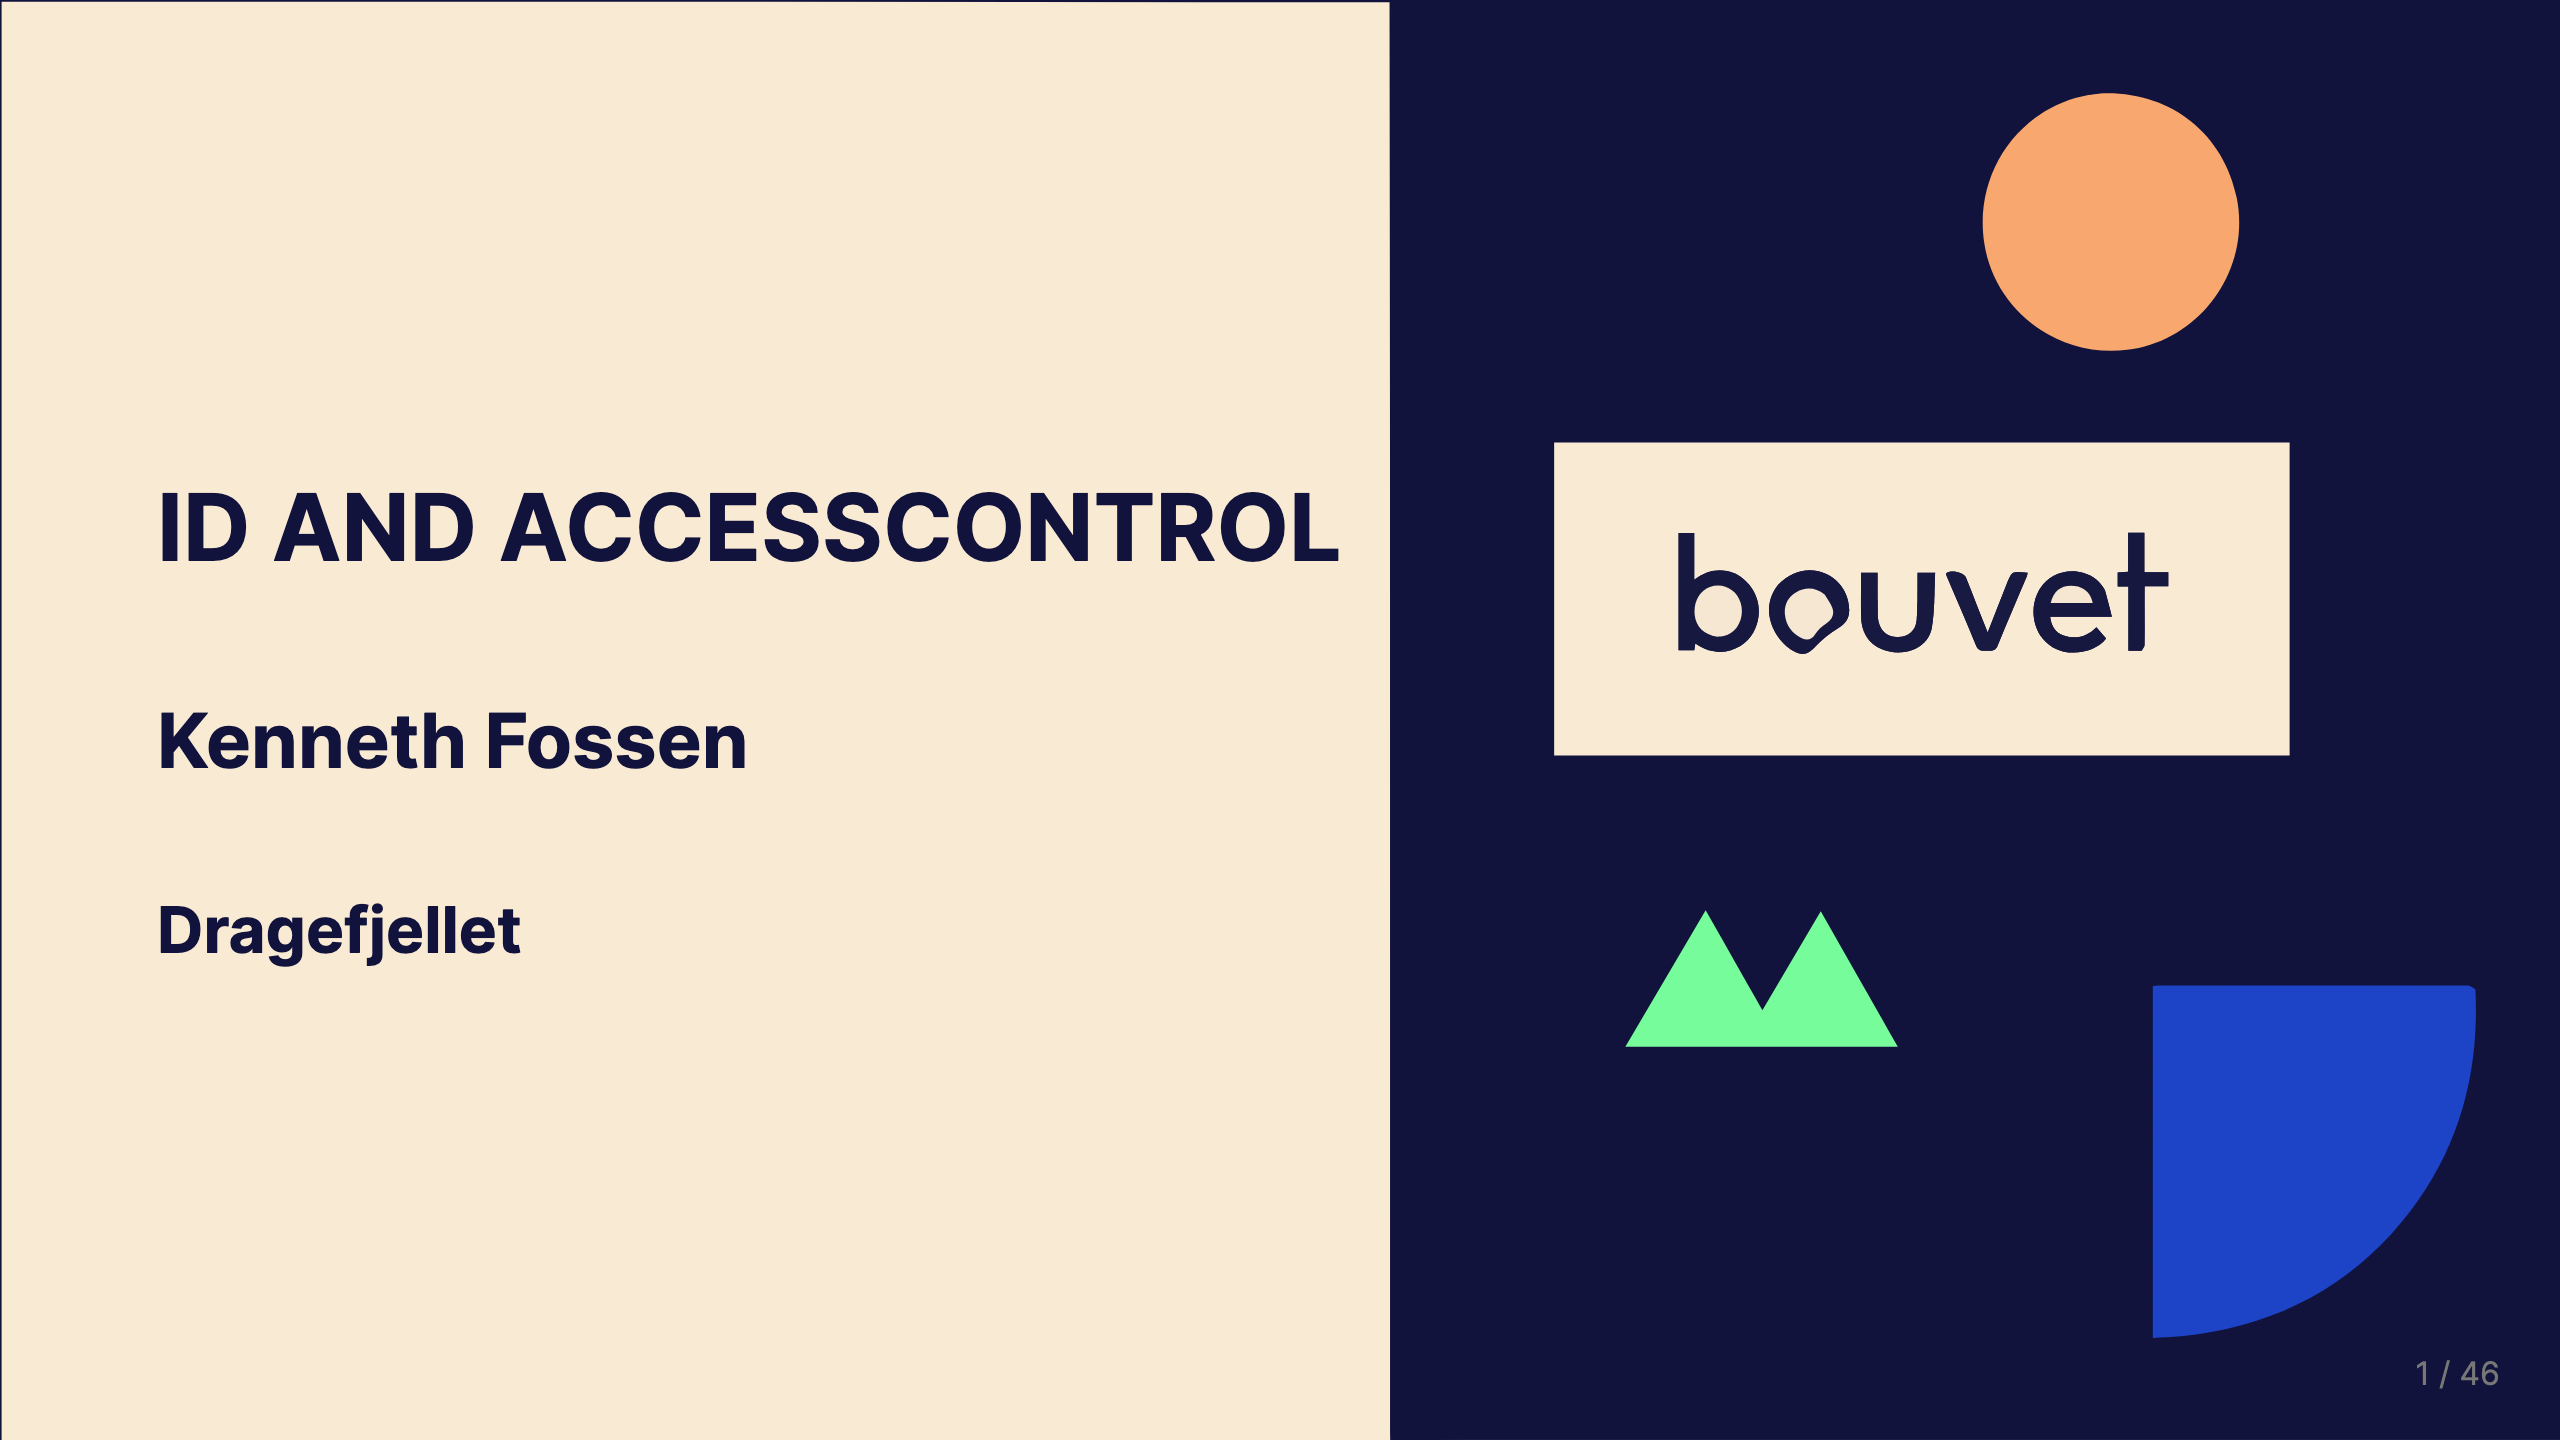 ID AND ACCESSCONTROL
Kenneth Fossen
Dragefjellet
bouvet
1 / 46